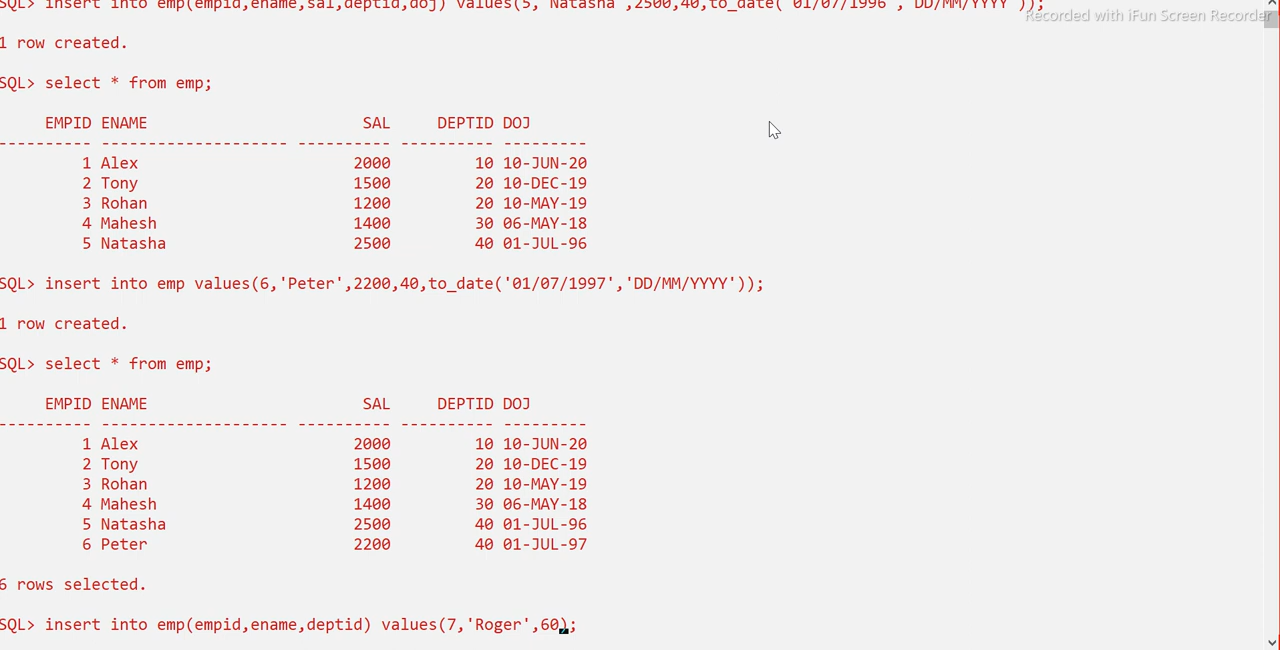 SQL> insert into emp(empid,ename,sal,deptid,doj) values(5,'Natasha',2500,40,to_date('01/07/1996','DD/MM/YYYY'));
Recorded with iFun Screen Recorder
1 row created.
SQL> select * from emp;
EMPID ENAME SAL DEPTID DOJ
---------- -------------------- ---------- ---------- ---------
1 Alex 2000 10 10-JUN-20
2 Tony 1500 20 10-DEC-19
3 Rohan 1200 20 10-MAY-19
4 Mahesh 1400 30 06-MAY-18
5 Natasha 2500 40 01-JUL-96
SQL> insert into emp values(6,'Peter',2200,40,to_date('01/07/1997','DD/MM/YYYY'));
1 row created.
SQL> select * from emp;
EMPID ENAME SAL DEPTID DOJ
---------- -------------------- ---------- ---------- ---------
1 Alex 2000 10 10-JUN-20
2 Tony 1500 20 10-DEC-19
3 Rohan 1200 20 10-MAY-19
4 Mahesh 1400 30 06-MAY-18
5 Natasha 2500 40 01-JUL-96
6 Peter 2200 40 01-JUL-97
6 rows selected.
SQL> insert into emp(empid,ename,deptid) values(7,'Roger',60);